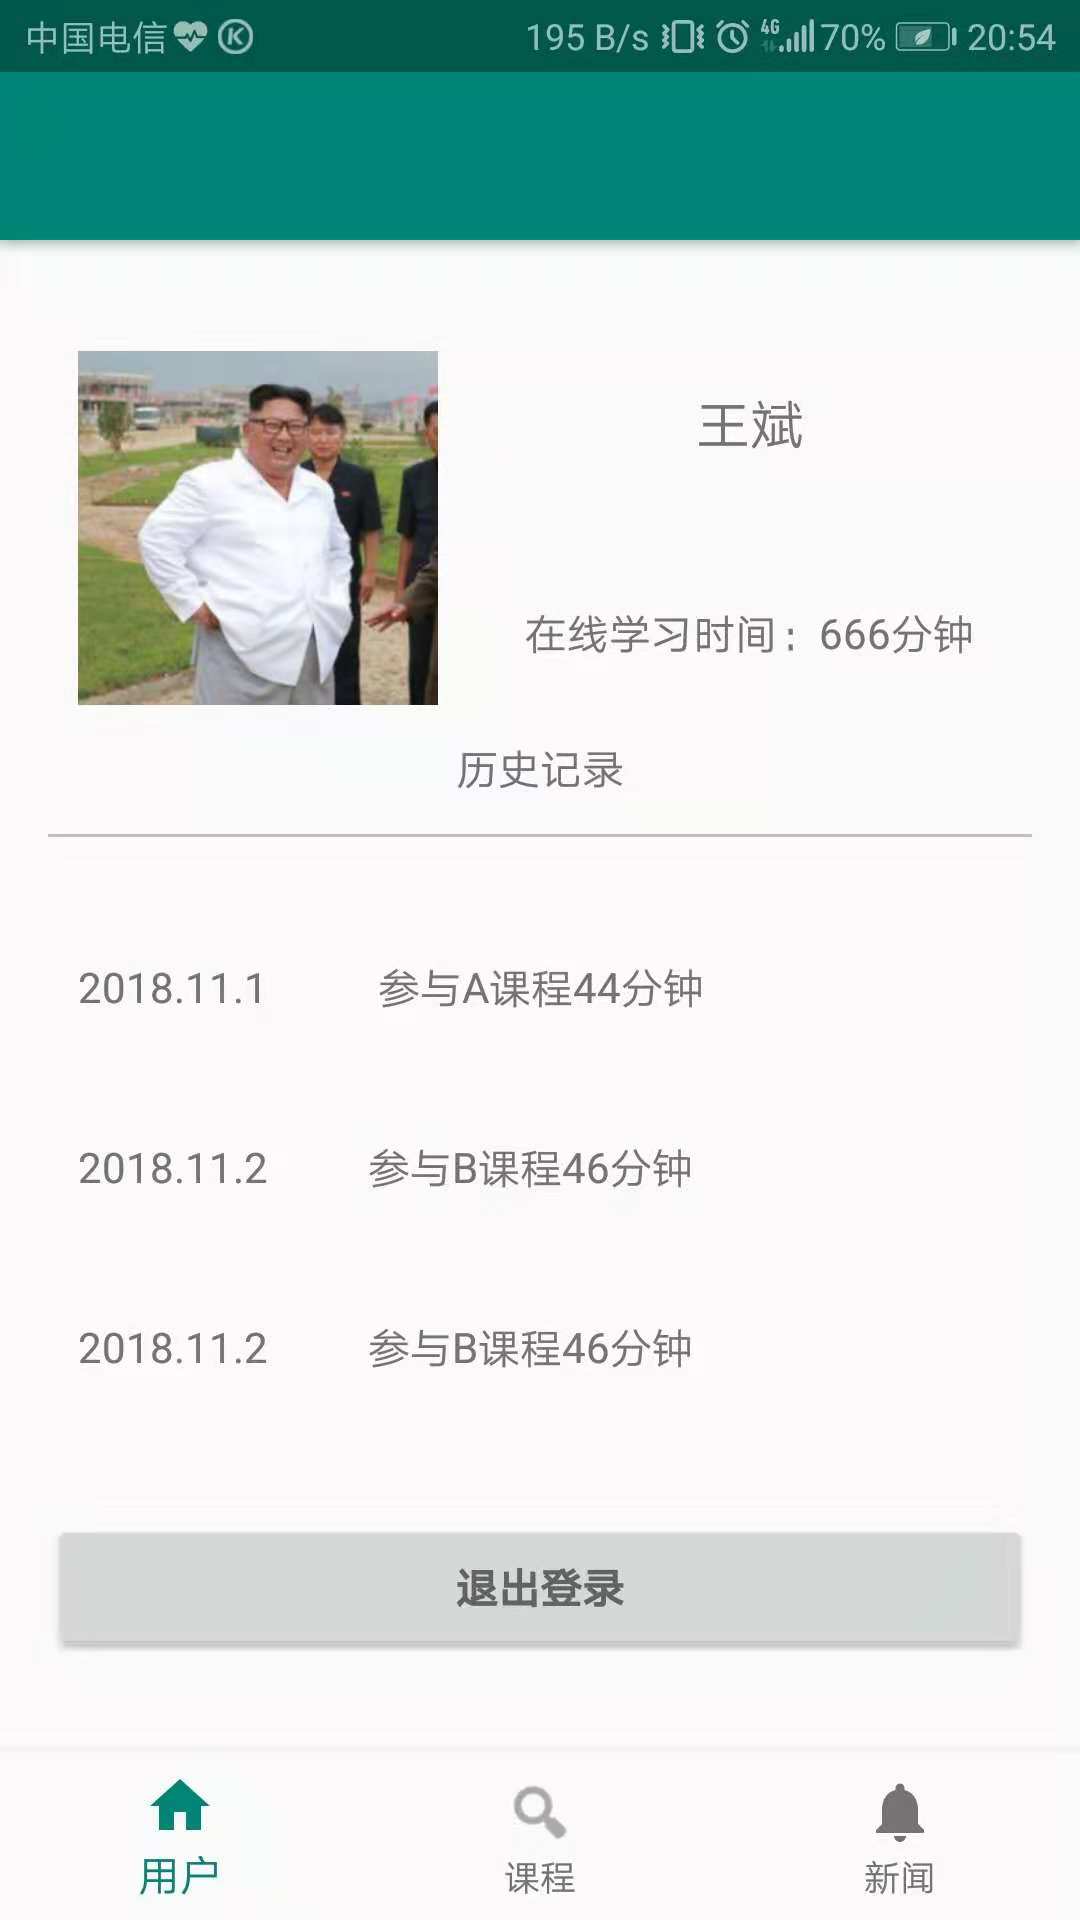 中国电信 K 195 B/s 4G 70% 20:54
王斌
在线学习时间：666分钟
历史记录
2018.11.1 参与A课程44分钟
2018.11.2 参与B课程46分钟
2018.11.2 参与B课程46分钟
退出登录
用户 课程 新闻